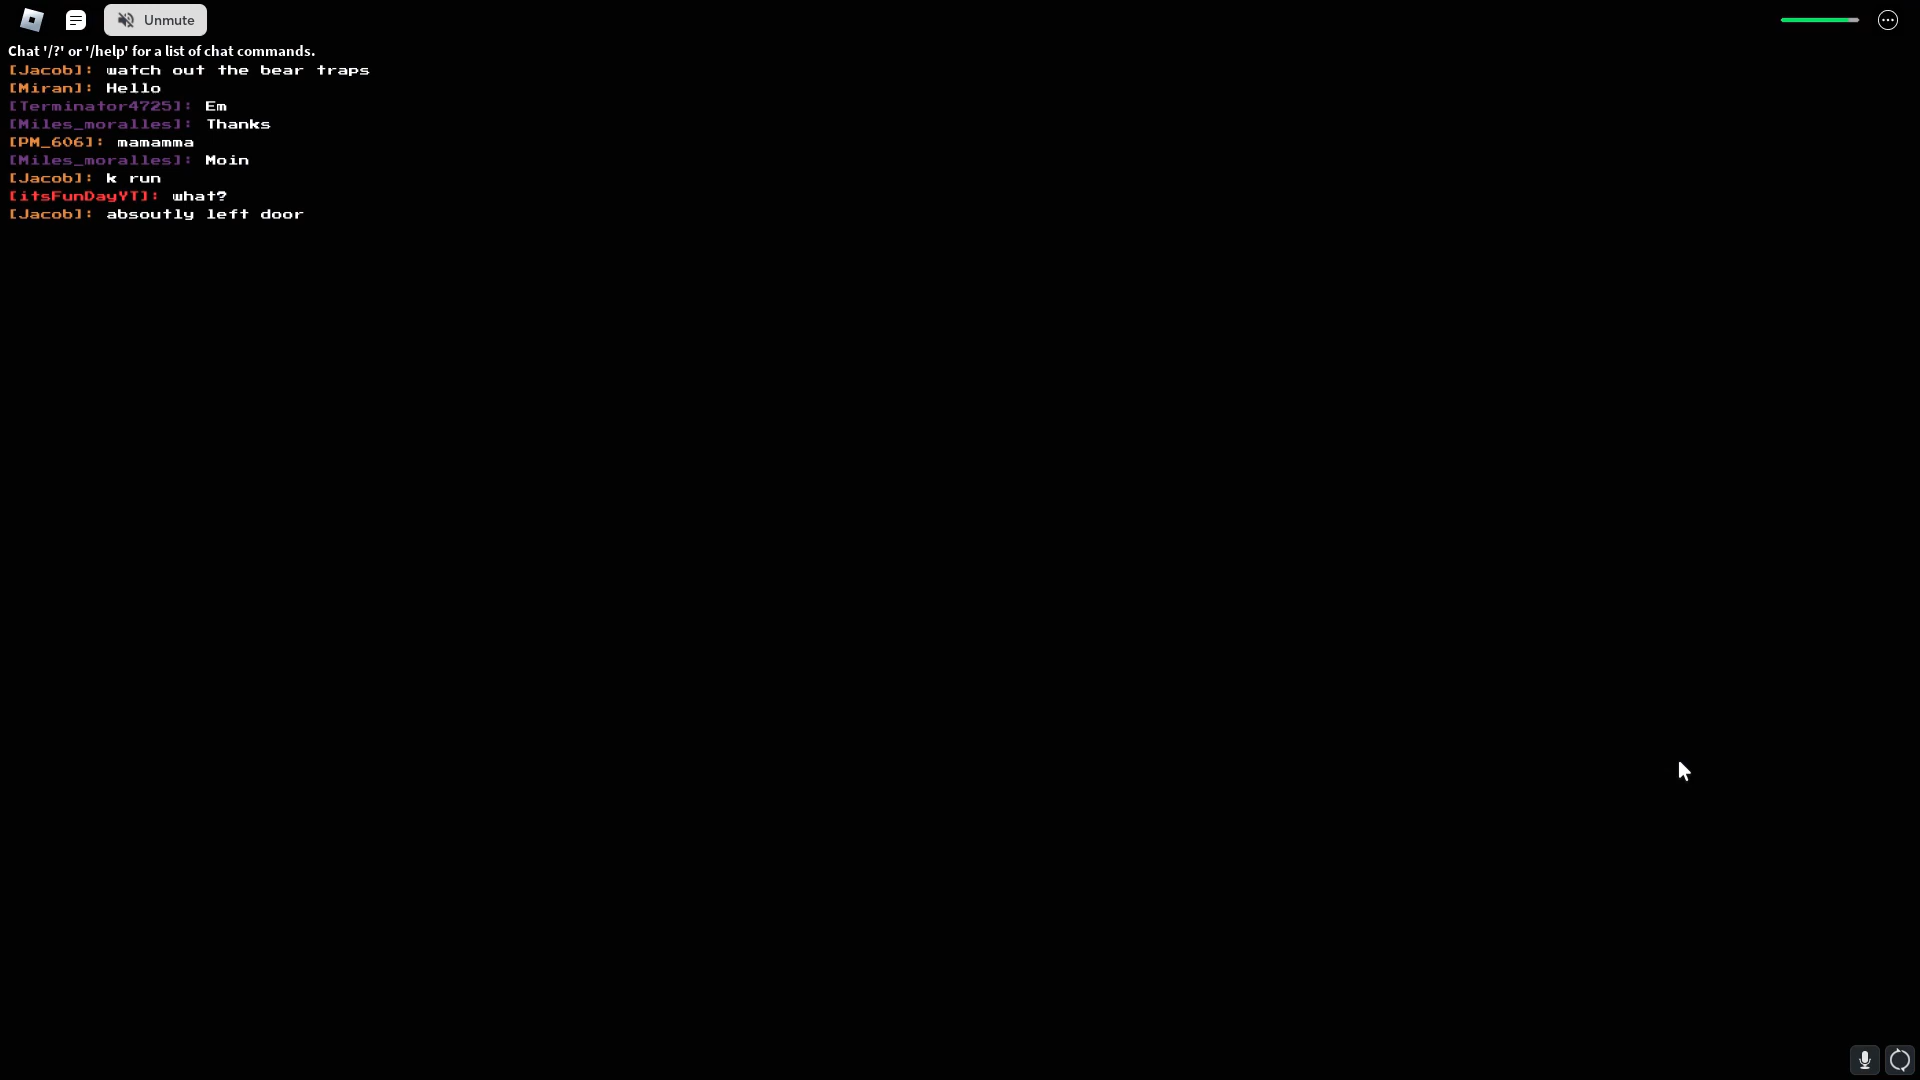 Unmute
Chat '/?' or '/help' for a list of chat commands.
[Jacob]: watch out the bear traps
[Miran]: Hello
[Terminator4725]: Em
[Miles_moralles]: Thanks
[PM_606]: mamamma
[Miles_moralles]: Moin
[Jacob]: k run
[itsFunDayYT]: what?
[Jacob]: absoutly left door